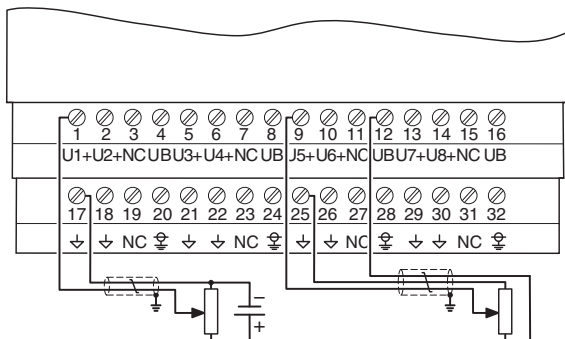 1 2 3 4 5 6 7 8 9 10 11 12 13 14 15 16
U1+ U2+ NC UB U3+ U4+ NC UB U5+ U6+ NC UB U7+ U8+ NC UB
17 18 19 20 21 22 23 24 25 26 27 28 29 30 31 32
NC NC NC NC
−
+